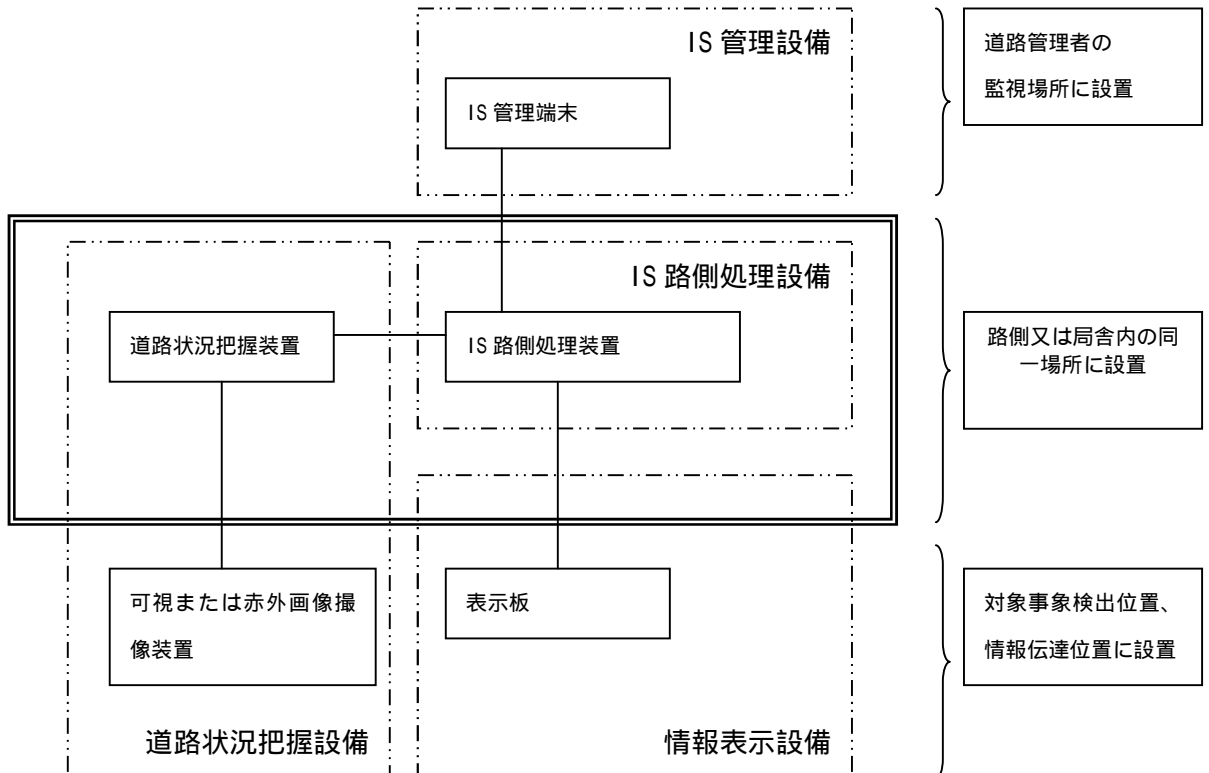 IS 管理設備
道路管理者の
監視場所に設置
IS 管理端末
IS 路側処理設備
道路状況把握装置
IS 路側処理装置
路側又は局舎内の同
一場所に設置
可視または赤外画像撮
像装置
表示板
対象事象検出位置、
情報伝達位置に設置
道路状況把握設備
情報表示設備